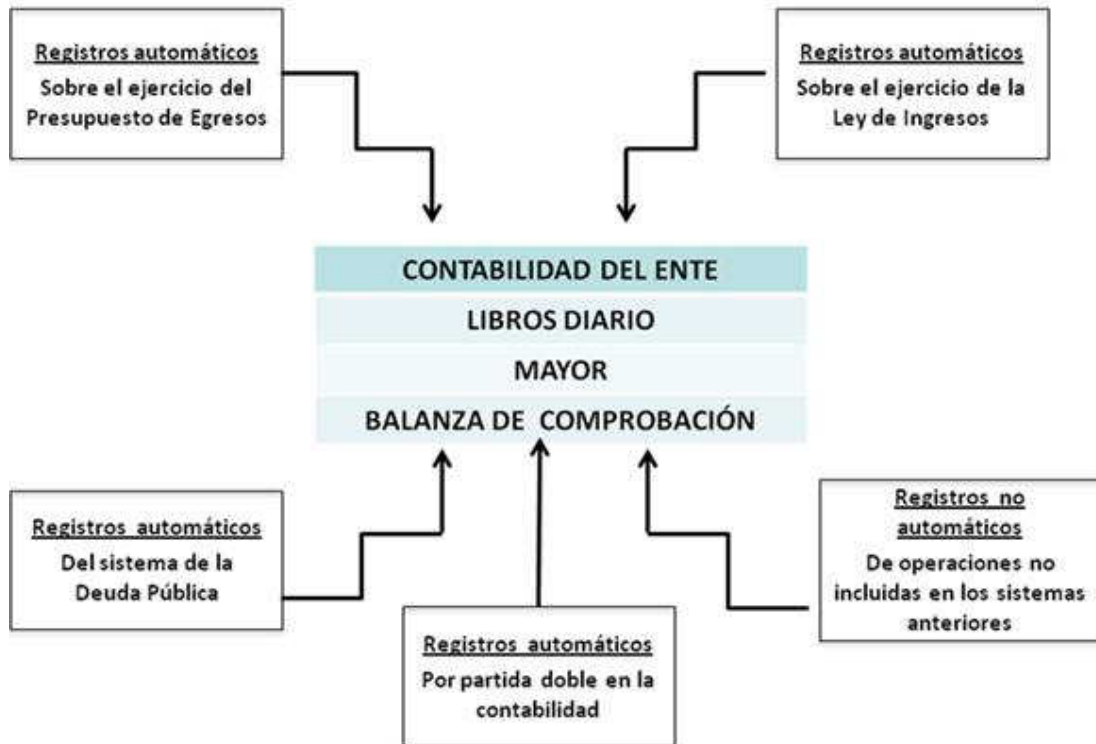 Registros automáticos
Sobre el ejercicio del
Presupuesto de Egresos
Registros automáticos
Sobre el ejercicio de la
Ley de Ingresos
CONTABILIDAD DEL ENTE
LIBROS DIARIO
MAYOR
BALANZA DE COMPROBACIÓN
Registros automáticos
Del sistema de la
Deuda Pública
Registros automáticos
Por partida doble en la
contabilidad
Registros no
automáticos
De operaciones no
incluidas en los sistemas
anteriores